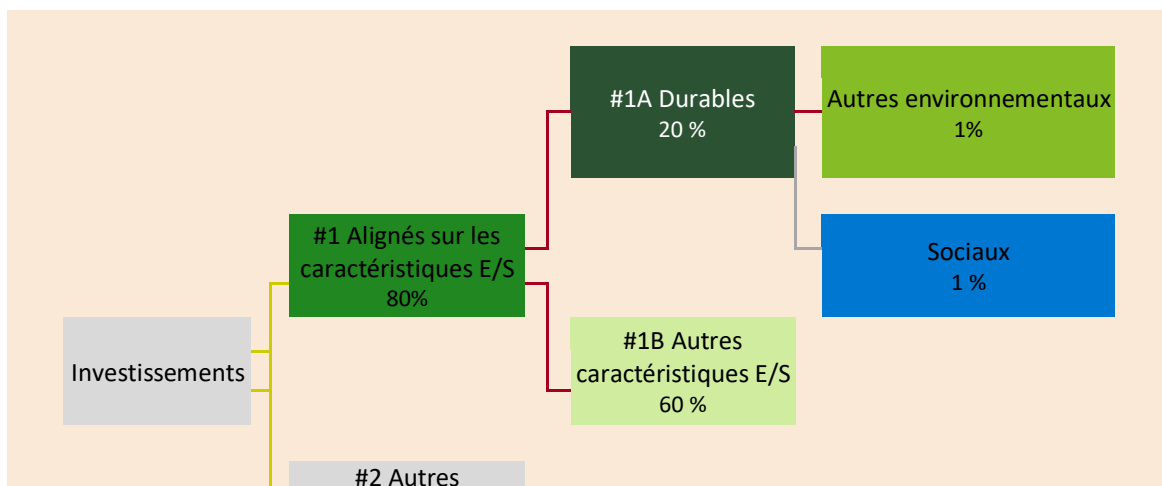 #1A Durables
20 %
Autres environnementaux
1%
#1 Alignés sur les
caractéristiques E/S
80%
Sociaux
1 %
Investissements
#1B Autres
caractéristiques E/S
60 %
#2 Autres